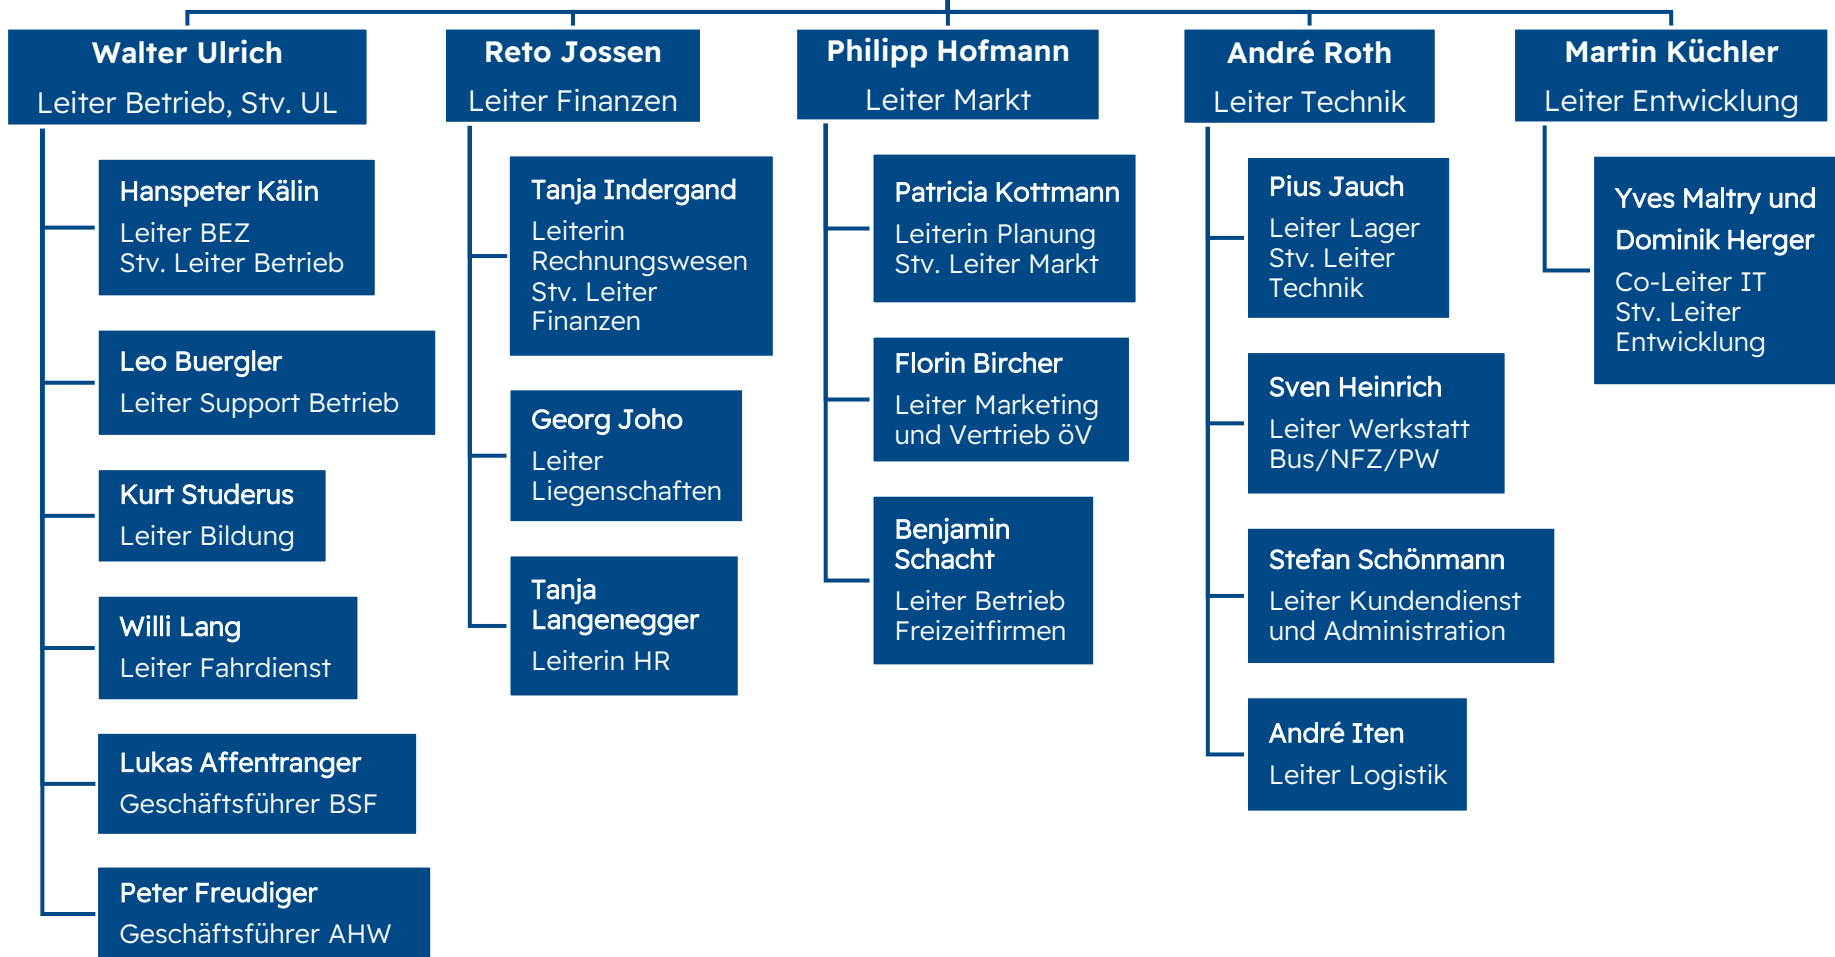 Walter Ulrich
Leiter Betrieb, Stv. UL
Hanspeter Kälin
Leiter BEZ
Stv. Leiter Betrieb
Leo Buergler
Leiter Support Betrieb
Kurt Studerus
Leiter Bildung
Willi Lang
Leiter Fahrdienst
Lukas Affentranger
Geschäftsführer BSF
Peter Freudiger
Geschäftsführer AHW
Reto Jossen
Leiter Finanzen
Tanja Indergand
Leiterin
Rechnungswesen
Stv. Leiter
Finanzen
Georg Joho
Leiter
Liegenschaften
Tanja
Langenegger
Leiterin HR
Philipp Hofmann
Leiter Markt
Patricia Kottmann
Leiterin Planung
Stv. Leiter Markt
Florin Bircher
Leiter Marketing
und Vertrieb öV
Benjamin
Schacht
Leiter Betrieb
Freizeitfirmen
André Roth
Leiter Technik
Pius Jauch
Leiter Lager
Stv. Leiter
Technik
Sven Heinrich
Leiter Werkstatt
Bus/NFZ/PW
Stefan Schönmann
Leiter Kundendienst
und Administration
André Iten
Leiter Logistik
Martin Küchler
Leiter Entwicklung
Yves Maltry und
Dominik Herger
Co-Leiter IT
Stv. Leiter
Entwicklung